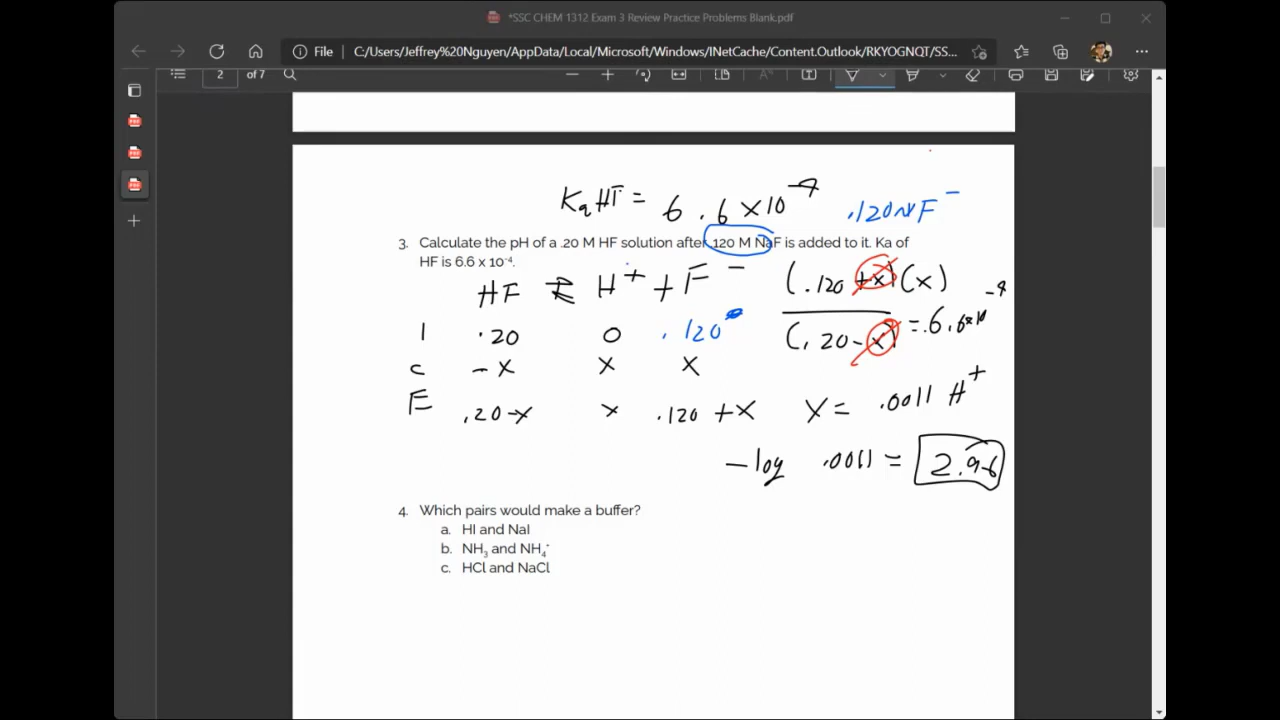 *SSC CHEM 1312 Exam 3 Review Practice Problems Blank.pdf
File C:/Users/Jeffrey%20Nguyen/AppData/Local/Microsoft/Windows/INetCache/Content.Outlook/RKYOGNQT/SS...
2 of 7
Ka HF = 6.6 x 10⁻⁴ .120 M F⁻
3. Calculate the pH of a .20 M HF solution after .120 M NaF is added to it. Ka of
HF is 6.6 x 10⁻⁴.
HF ⇌ H⁺ + F⁻ (.120 +x)(x)
I .20 0 .120 (.20 - x) = 6.6x10⁻⁴
C -x x x
E .20-x x .120 +x x = .0011 H⁺
-log .0011 = 2.96
4. Which pairs would make a buffer?
a. HI and NaI
b. NH₃ and NH₄⁺
c. HCl and NaCl